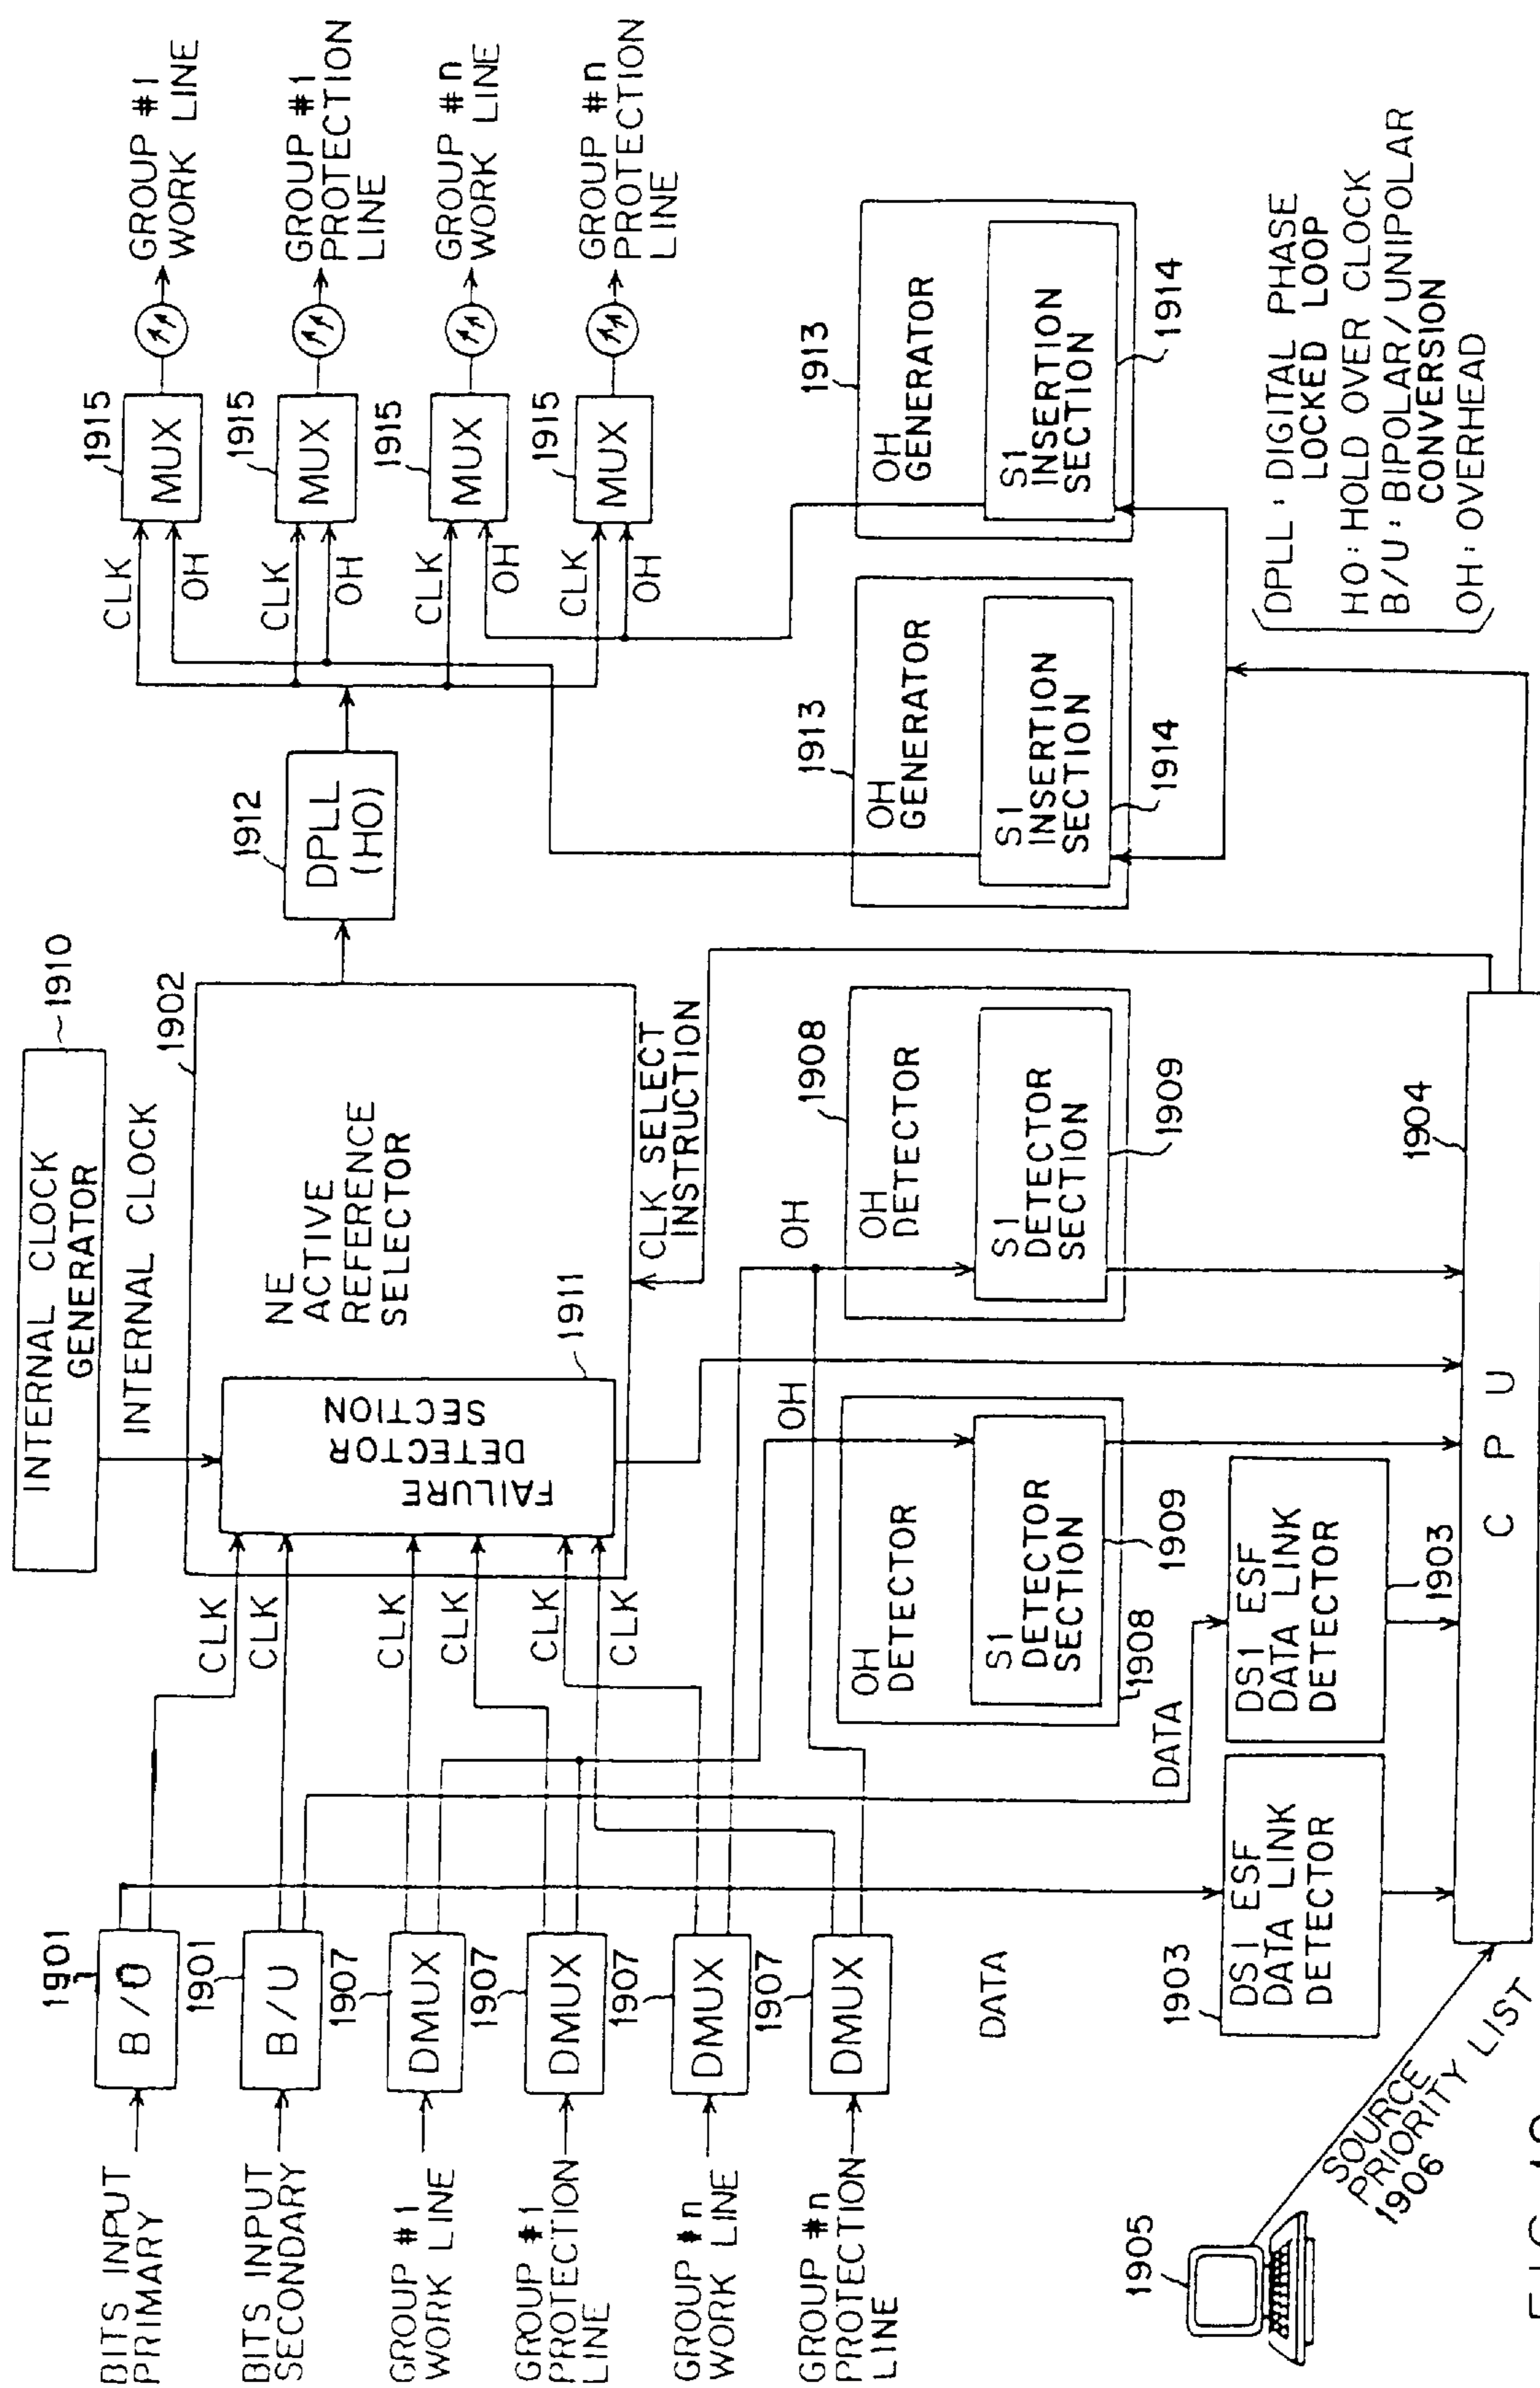 INTERNAL CLOCK
GENERATOR
1910
INTERNAL CLOCK
1902
NE
ACTIVE
REFERENCE
SELECTOR
FAILURE
DETECTOR
SECTION
1911
CLK SELECT
INSTRUCTION
1912
DPLL
(HO)
BITS INPUT
PRIMARY
1901
B/U
CLK
BITS INPUT
SECONDARY
1901
B/U
CLK
GROUP #1
WORK LINE
1907
DMUX
CLK
GROUP #1
PROTECTION
LINE
1907
DMUX
CLK
GROUP #n
WORK LINE
1907
DMUX
CLK
GROUP #n
PROTECTION
LINE
1907
DMUX
CLK
1915
MUX
CLK
OH
GROUP #1
WORK LINE
1915
MUX
CLK
OH
GROUP #1
PROTECTION
LINE
1915
MUX
CLK
OH
GROUP #n
WORK LINE
1915
MUX
CLK
OH
GROUP #n
PROTECTION
LINE
OH
OH
OH
DETECTOR
S1
DETECTOR
SECTION
1909
1908
1908
OH
DETECTOR
S1
DETECTOR
SECTION
1909
1913
OH
GENERATOR
S1
INSERTION
SECTION
1914
1913
OH
GENERATOR
S1
INSERTION
SECTION
1914
DATA
DATA
1903
DS1 ESF
DATA LINK
DETECTOR
DS1 ESF
DATA LINK
DETECTOR
1903
1904
C P U
1905
SOURCE
PRIORITY LIST
1906
DPLL : DIGITAL PHASE
LOCKED LOOP
HO : HOLD OVER CLOCK
B/U : BIPOLAR/UNIPOLAR
CONVERSION
OH : OVERHEAD